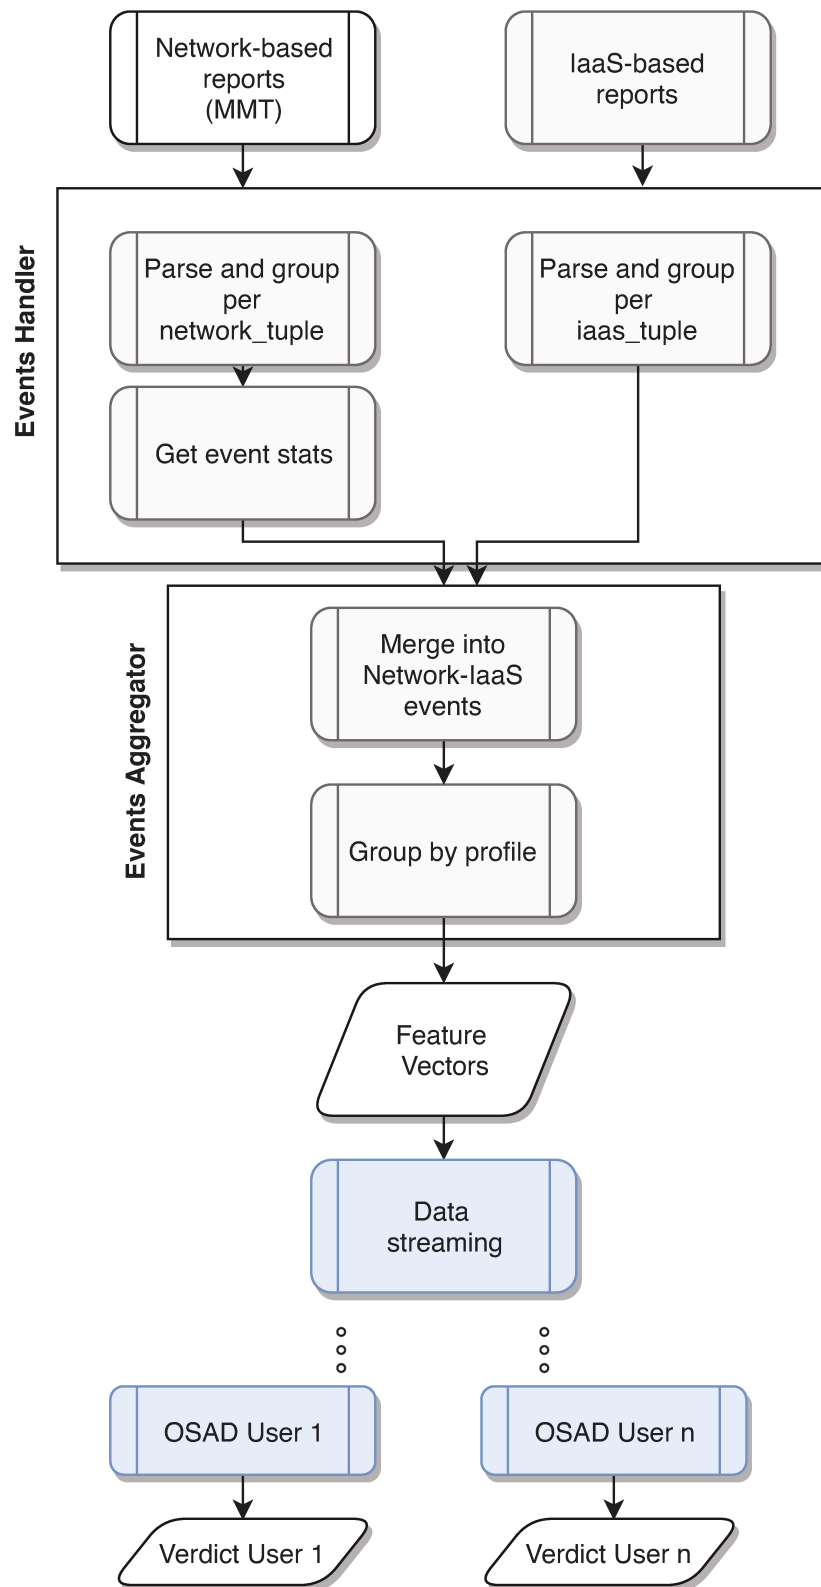 Network-based
reports
(MMT)
IaaS-based
reports
Events Handler
Parse and group
per
network_tuple
Parse and group
per
iaas_tuple
Get event stats
Events Aggregator
Merge into
Network-IaaS
events
Group by profile
Feature
Vectors
Data
streaming
OSAD User 1
OSAD User n
Verdict User 1
Verdict User n